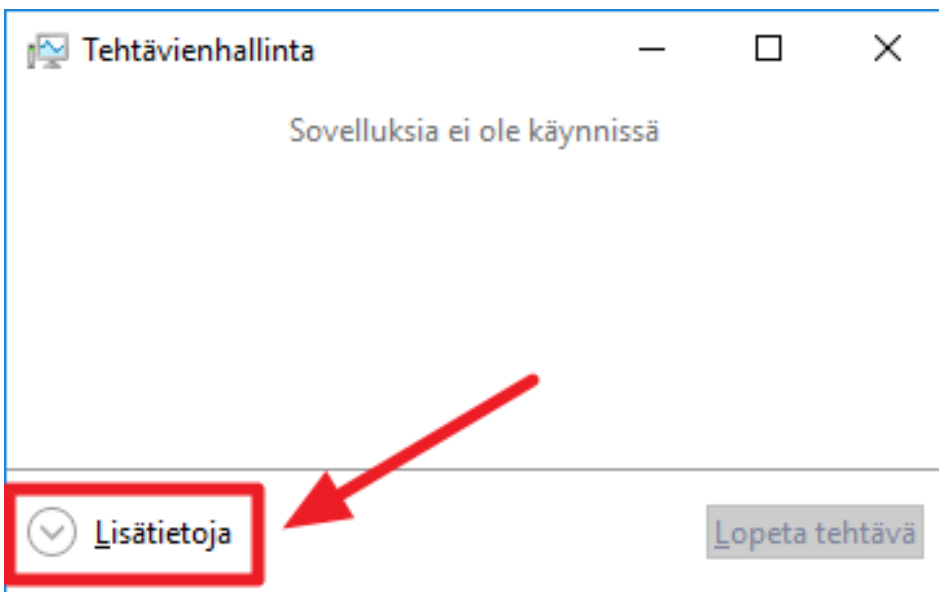 Tehtävienhallinta
Sovelluksia ei ole käynnissä
Lisätietoja
Lopeta tehtävä